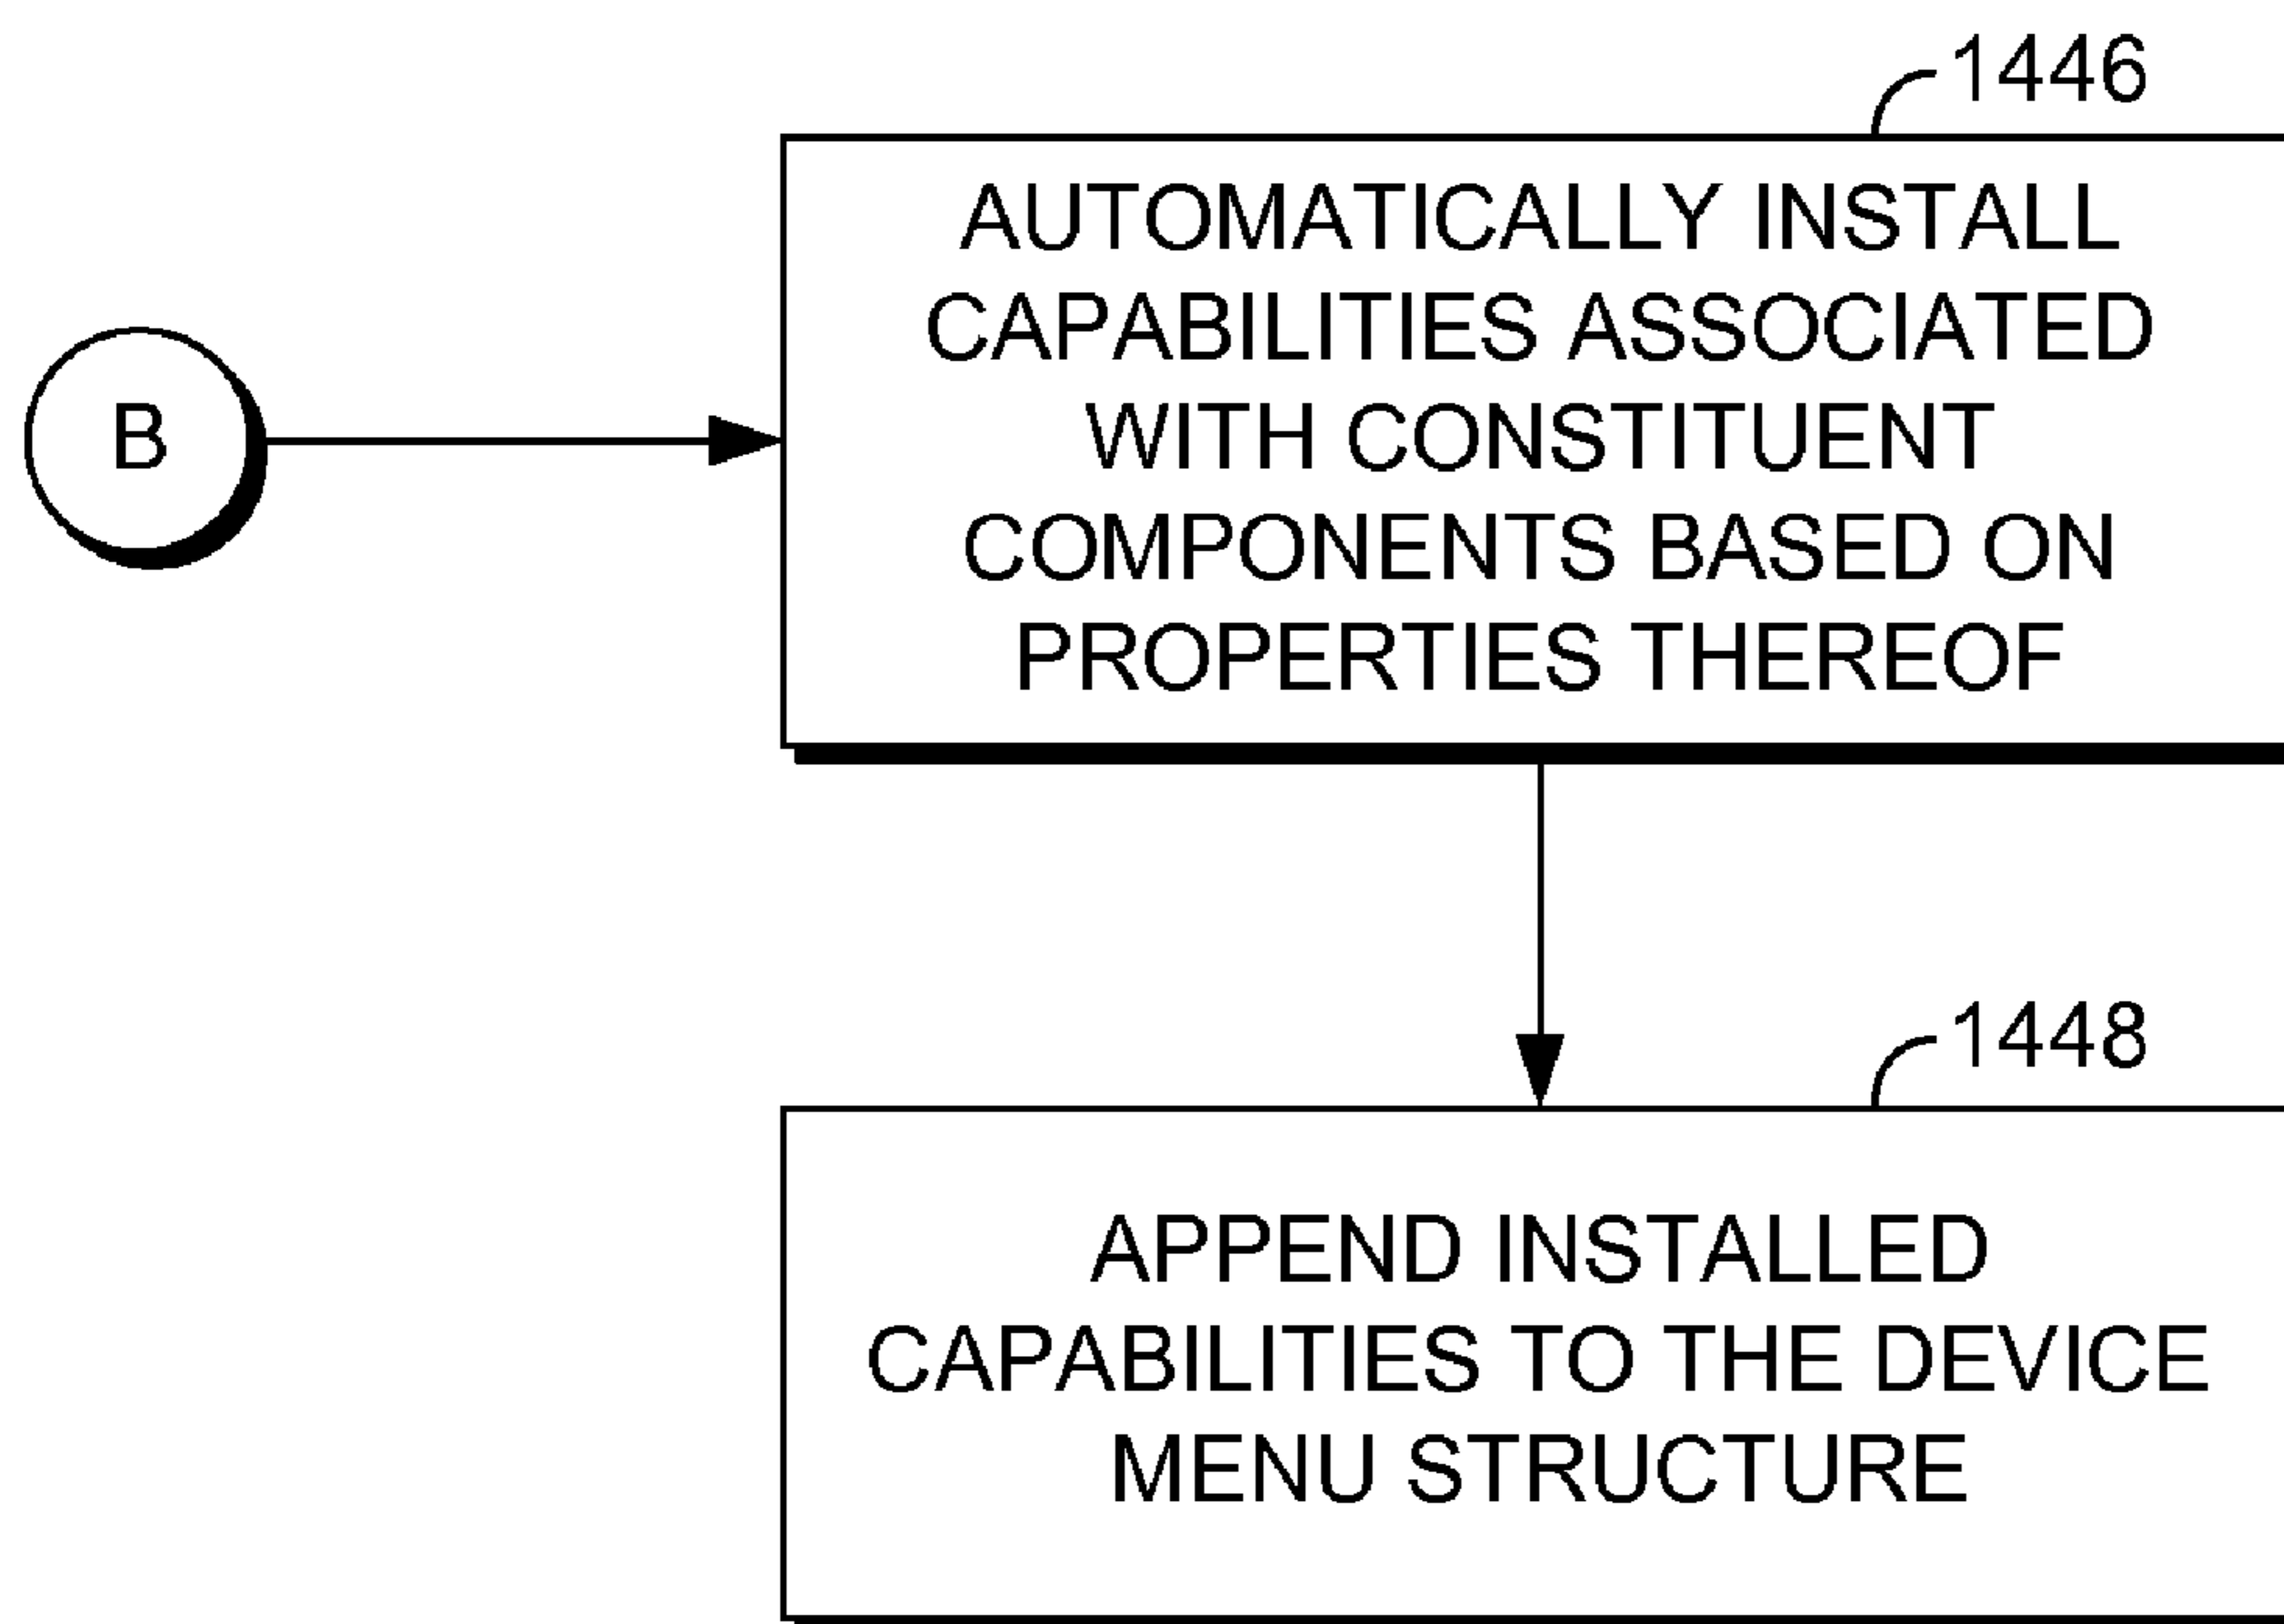 1446
AUTOMATICALLY INSTALL
CAPABILITIES ASSOCIATED
WITH CONSTITUENT
COMPONENTS BASED ON
PROPERTIES THEREOF
B
1448
APPEND INSTALLED
CAPABILITIES TO THE DEVICE
MENU STRUCTURE